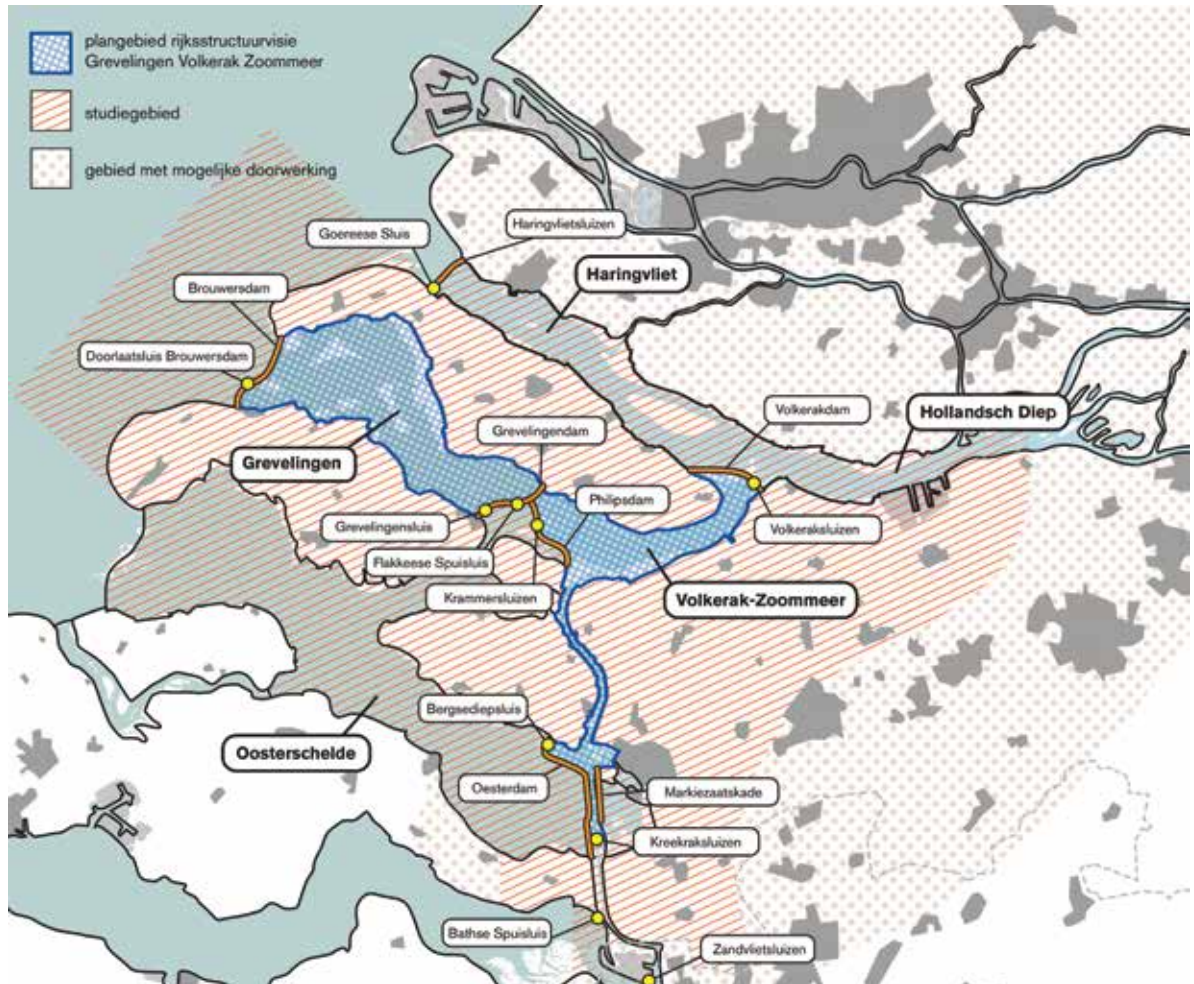 plangebied rijksstructuurvisie
Grevelingen Volkerak Zoommeer
studiegebied
gebied met mogelijke doorwerking
Goereese Sluis
Haringvlietsluizen
Haringvliet
Brouwersdam
Doorlaatsluis Brouwersdam
Volkerakdam
Hollandsch Diep
Grevelingendam
Grevelingen
Philipsdam
Grevelingensluis
Volkeraksluizen
Flakkeese Spuisluis
Krammersluizen
Volkerak-Zoommeer
Bergsediepsluis
Oosterschelde
Oesterdam
Markiezaatskade
Kreekraksluizen
Bathse Spuisluis
Zandvlietsluizen